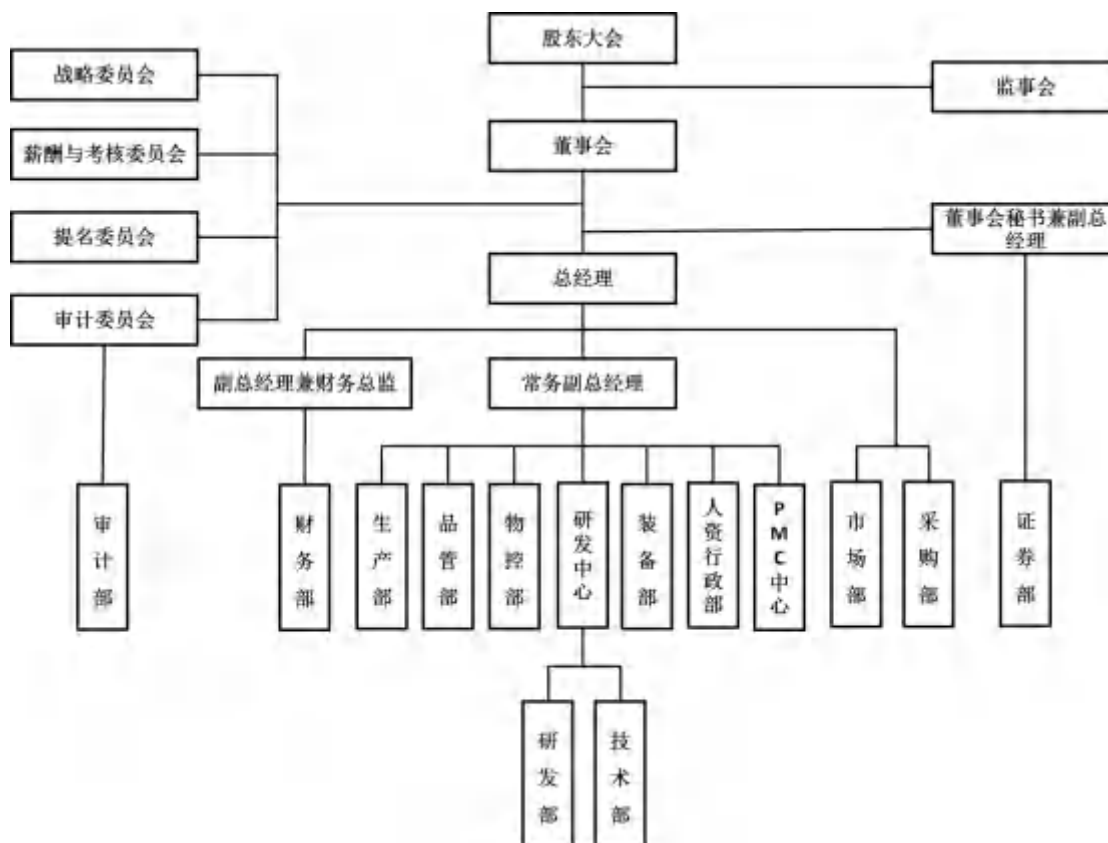 股东大会
战略委员会
监事会
薪酬与考核委员会
董事会
提名委员会
董事会秘书兼副总
经理
总经理
审计委员会
副总经理兼财务总监
常务副总经理
审计部
财务部
生产部
品管部
物控部
研发中心
装备部
人资行政部
PMC中心
市场部
采购部
证券部
研发部
技术部